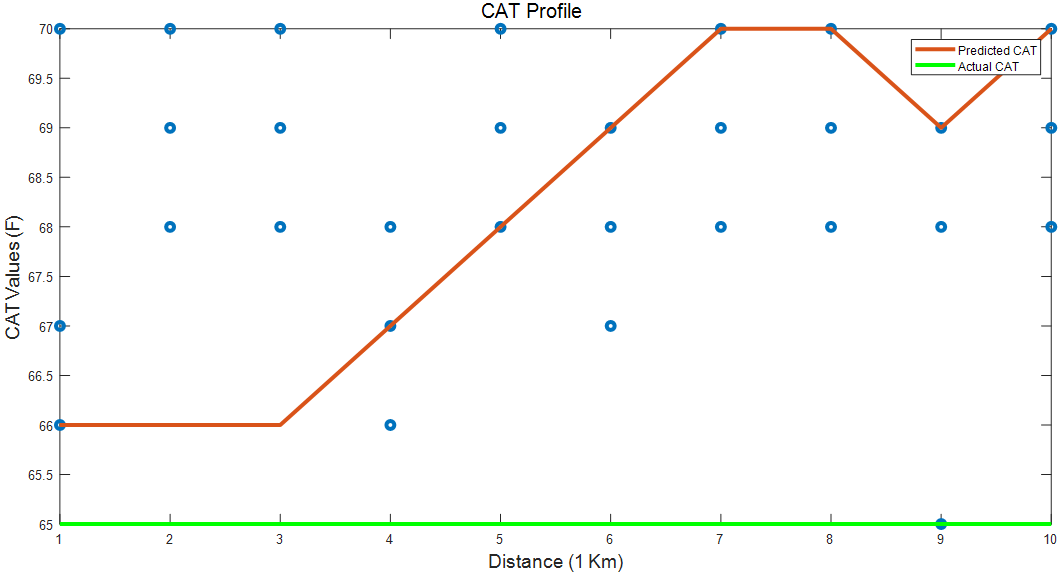 CAT Profile
70
69.5
69
68.5
68
67.5
67
66.5
66
65.5
65
CAT Values (F)
Predicted CAT
Actual CAT
1 2 3 4 5 6 7 8 9 10
Distance (1 Km)